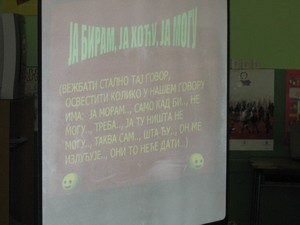 ЈА БИРАМ, ЈА ХОЋУ, ЈА МОГУ
(ВЕЖБАТИ СТАЛНО ТАЈ ГОВОР,
ОСВЕСТИТИ КОЛИКО У НАШЕМ ГОВОРУ
ИМА: ЈА МОРАМ.., САМО КАД БИ.., НЕ
МОГУ.., ТРЕБА.., ЈА ТУ НИШТА НЕ
МОГУ.., ТАКВА САМ.., ШТА ЋУ.., ОН МЕ
ИЗЛУЂУЈЕ.., ОНИ ТО НЕЋЕ ДАТИ...)